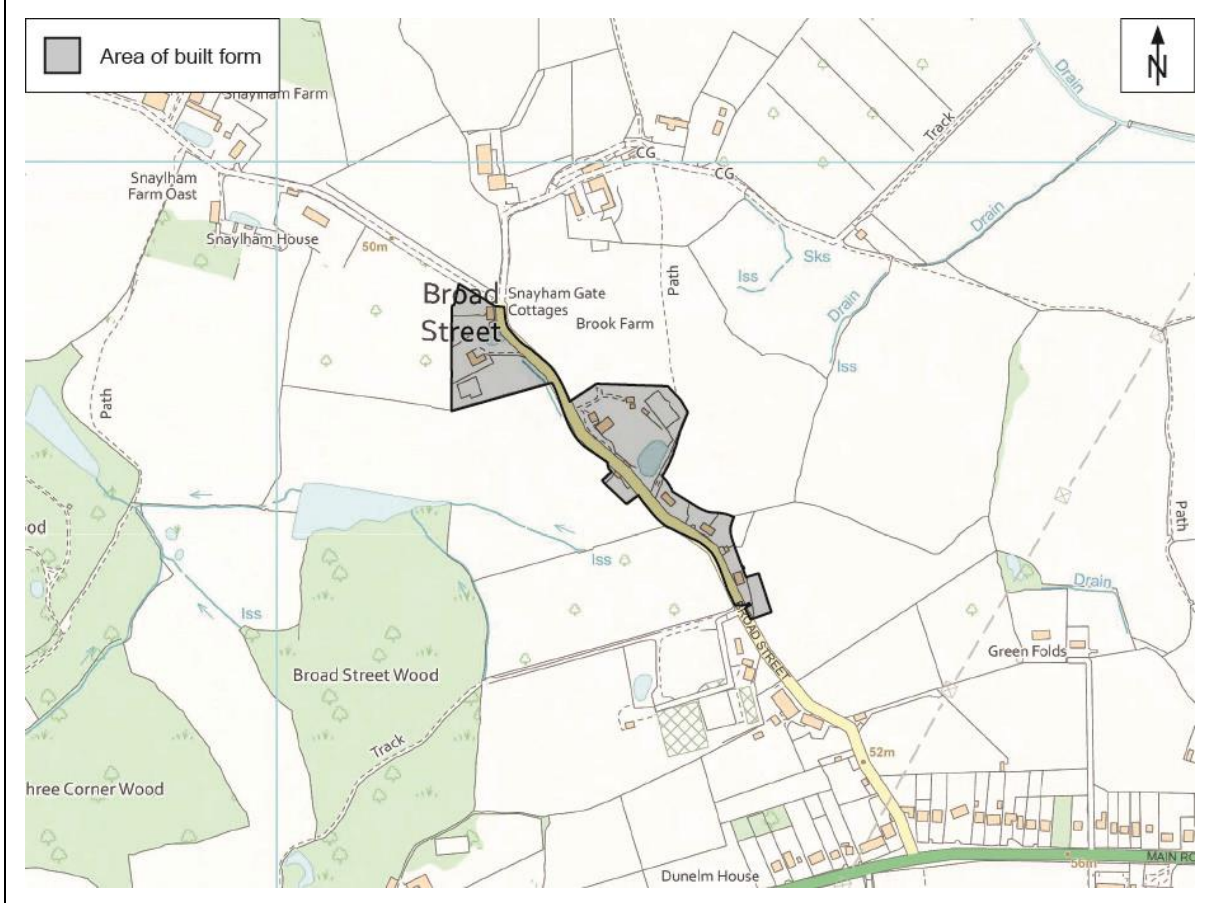 Area of built form
N
Snaylham Farm
Drain
Track
CG
CG
Snaylham
Farm Oast
Snaylham House
50m
Drain
Sks
Iss
Path
Broad
Street
Snayham Gate
Cottages
Brook Farm
Drain
Iss
Path
Path
Iss
Iss
Drain
ROAD STREET
Green Folds
Broad Street Wood
Track
52m
hree Corner Wood
Dunelm House
56m
MAIN RO